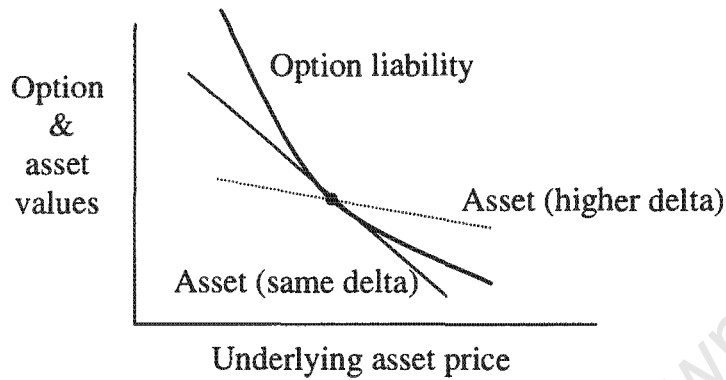 Option
&
asset
values
Option liability
Asset (higher delta)
Asset (same delta)
Underlying asset price